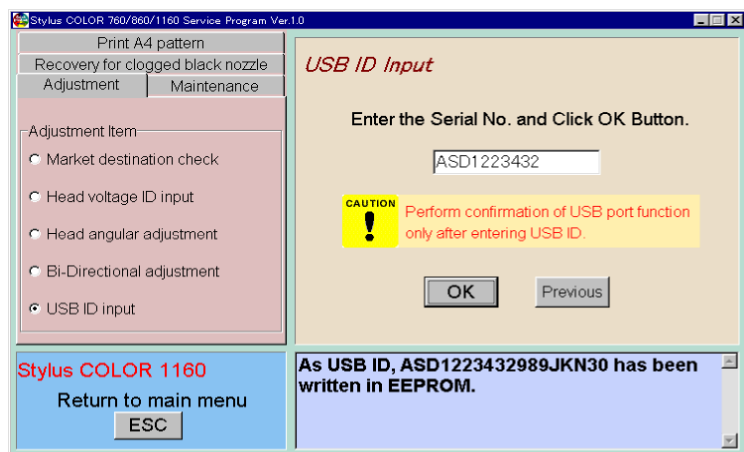 Stylus COLOR 760/860/1160 Service Program Ver.1.0
Print A4 pattern
Recovery for clogged black nozzle
Adjustment
Maintenance
Adjustment Item
Market destination check
Head voltage ID input
Head angular adjustment
Bi-Directional adjustment
USB ID input
USB ID Input
Enter the Serial No. and Click OK Button.
ASD1223432
CAUTION
!
Perform confirmation of USB port function
only after entering USB ID.
OK
Previous
Stylus COLOR 1160
Return to main menu
ESC
As USB ID, ASD1223432989JKN30 has been
written in EEPROM.